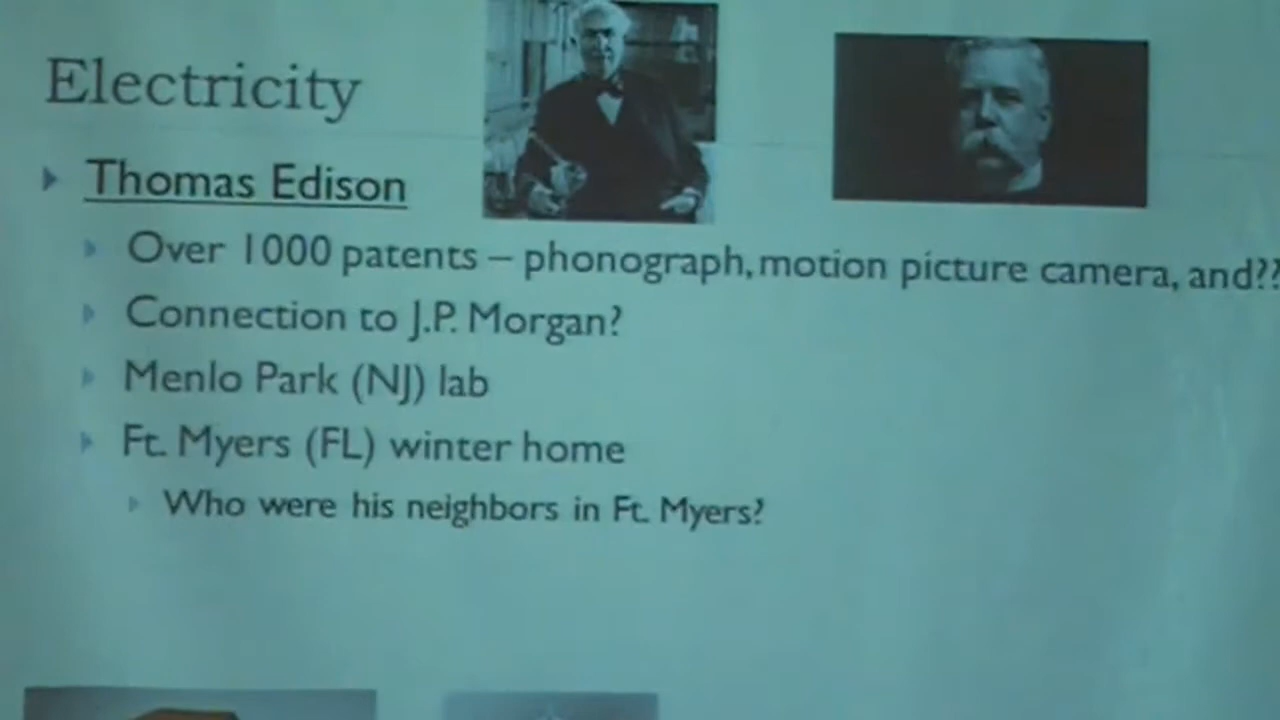 Electricity
Thomas Edison
Over 1000 patents – phonograph, motion picture camera, and??
Connection to J.P. Morgan?
Menlo Park (NJ) lab
Ft. Myers (FL) winter home
Who were his neighbors in Ft. Myers?